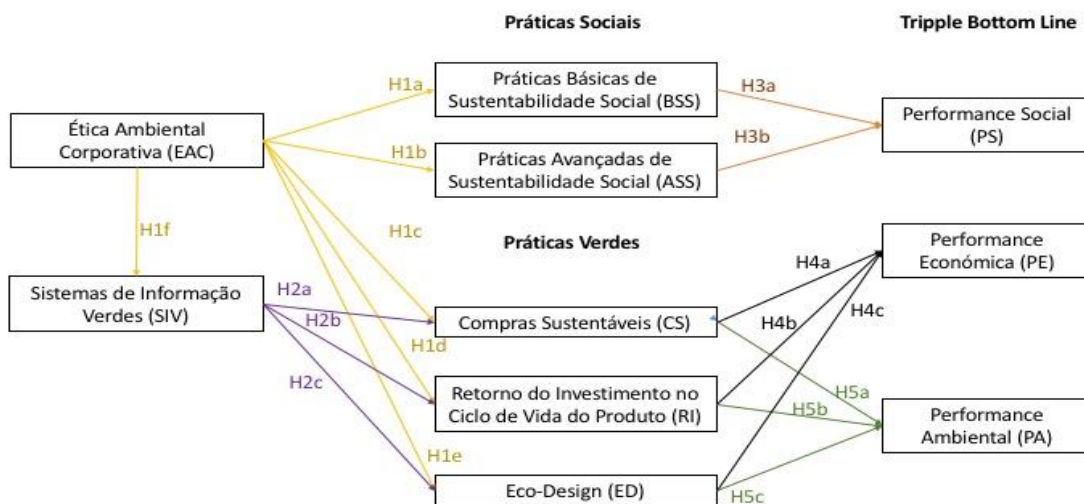 Práticas Sociais
Tripple Bottom Line
H1a
Práticas Básicas de
Sustentabilidade Social (BSS)
H3a
Performance Social
(PS)
Ética Ambiental
Corporativa (EAC)
H1b
Práticas Avançadas de
Sustentabilidade Social (ASS)
H3b
H1f
H1c
Práticas Verdes
Performance
Económica (PE)
H4a
Sistemas de Informação
Verdes (SIV)
H2a
H2b
Compras Sustentáveis (CS)
H4b
H4c
H1d
H2c
Retorno do Investimento no
Ciclo de Vida do Produto (RI)
H5a
H5b
Performance
Ambiental (PA)
H1e
Eco-Design (ED)
H5c